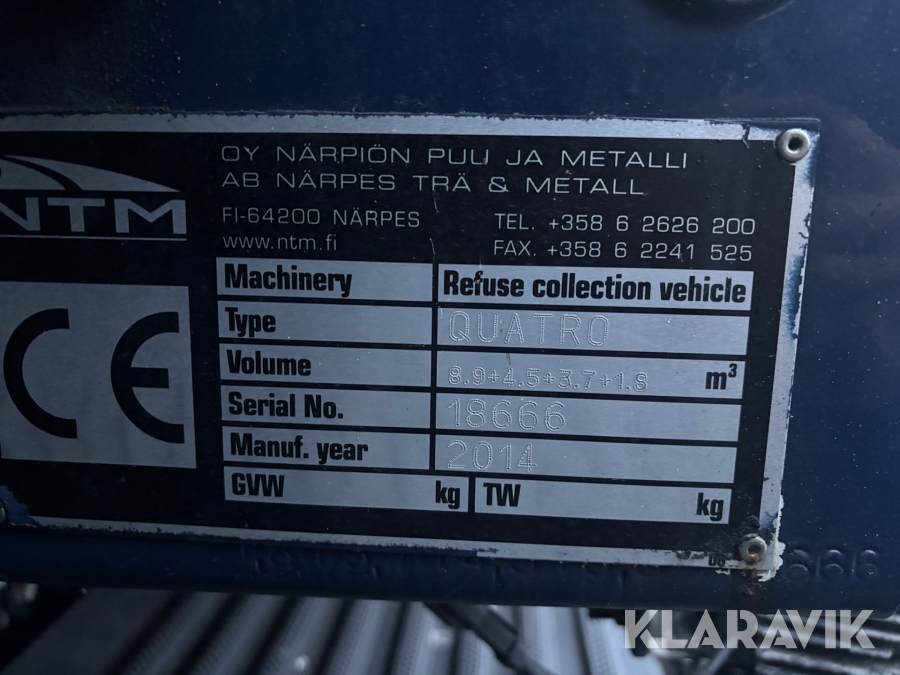 NTM
OY NÄRPIÖN PUU JA METALLI
AB NÄRPES TRÄ & METALL
FI-64200 NÄRPES TEL. +358 6 2626 200
www.ntm.fi FAX. +358 6 2241 525
CE
Machinery Refuse collection vehicle
Type QUATRO
Volume 8.9+4.5+3.7+1.8 m³
Serial No. 18666
Manuf. year 2014
GVW kg TW kg
666
KLARAVIK